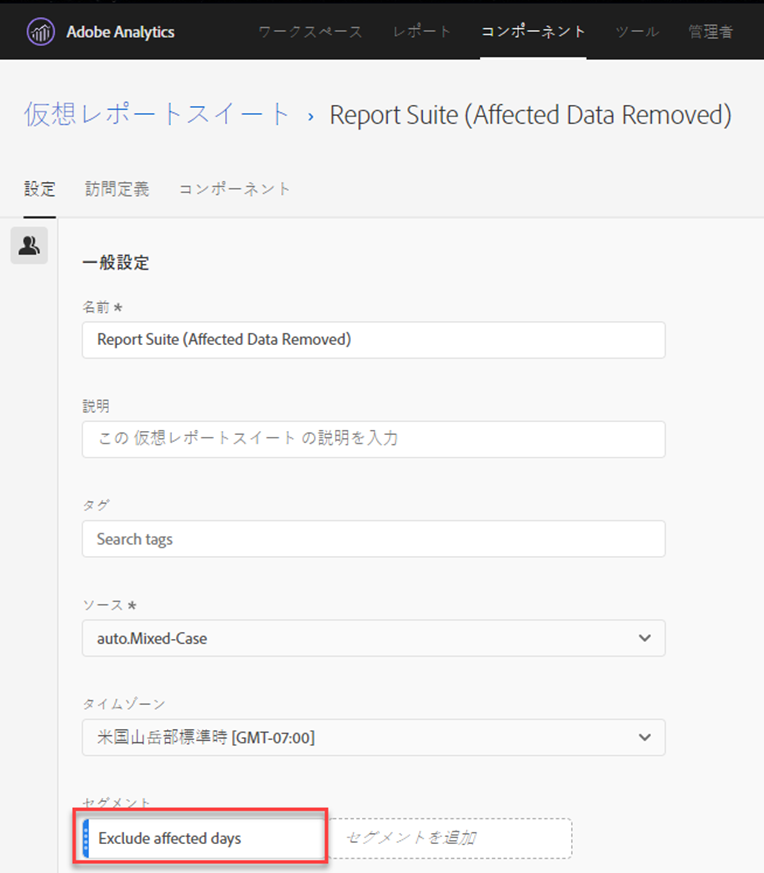 Adobe Analytics ワークスペース レポート コンポーネント ツール 管理者
仮想レポートスイート › Report Suite (Affected Data Removed)
設定 訪問定義 コンポーネント
一般設定
名前 *
Report Suite (Affected Data Removed)
説明
この 仮想レポートスイート の説明を入力
タグ
Search tags
ソース *
auto.Mixed-Case
タイムゾーン
米国山岳部標準時 [GMT-07:00]
セグメント
Exclude affected days セグメントを追加